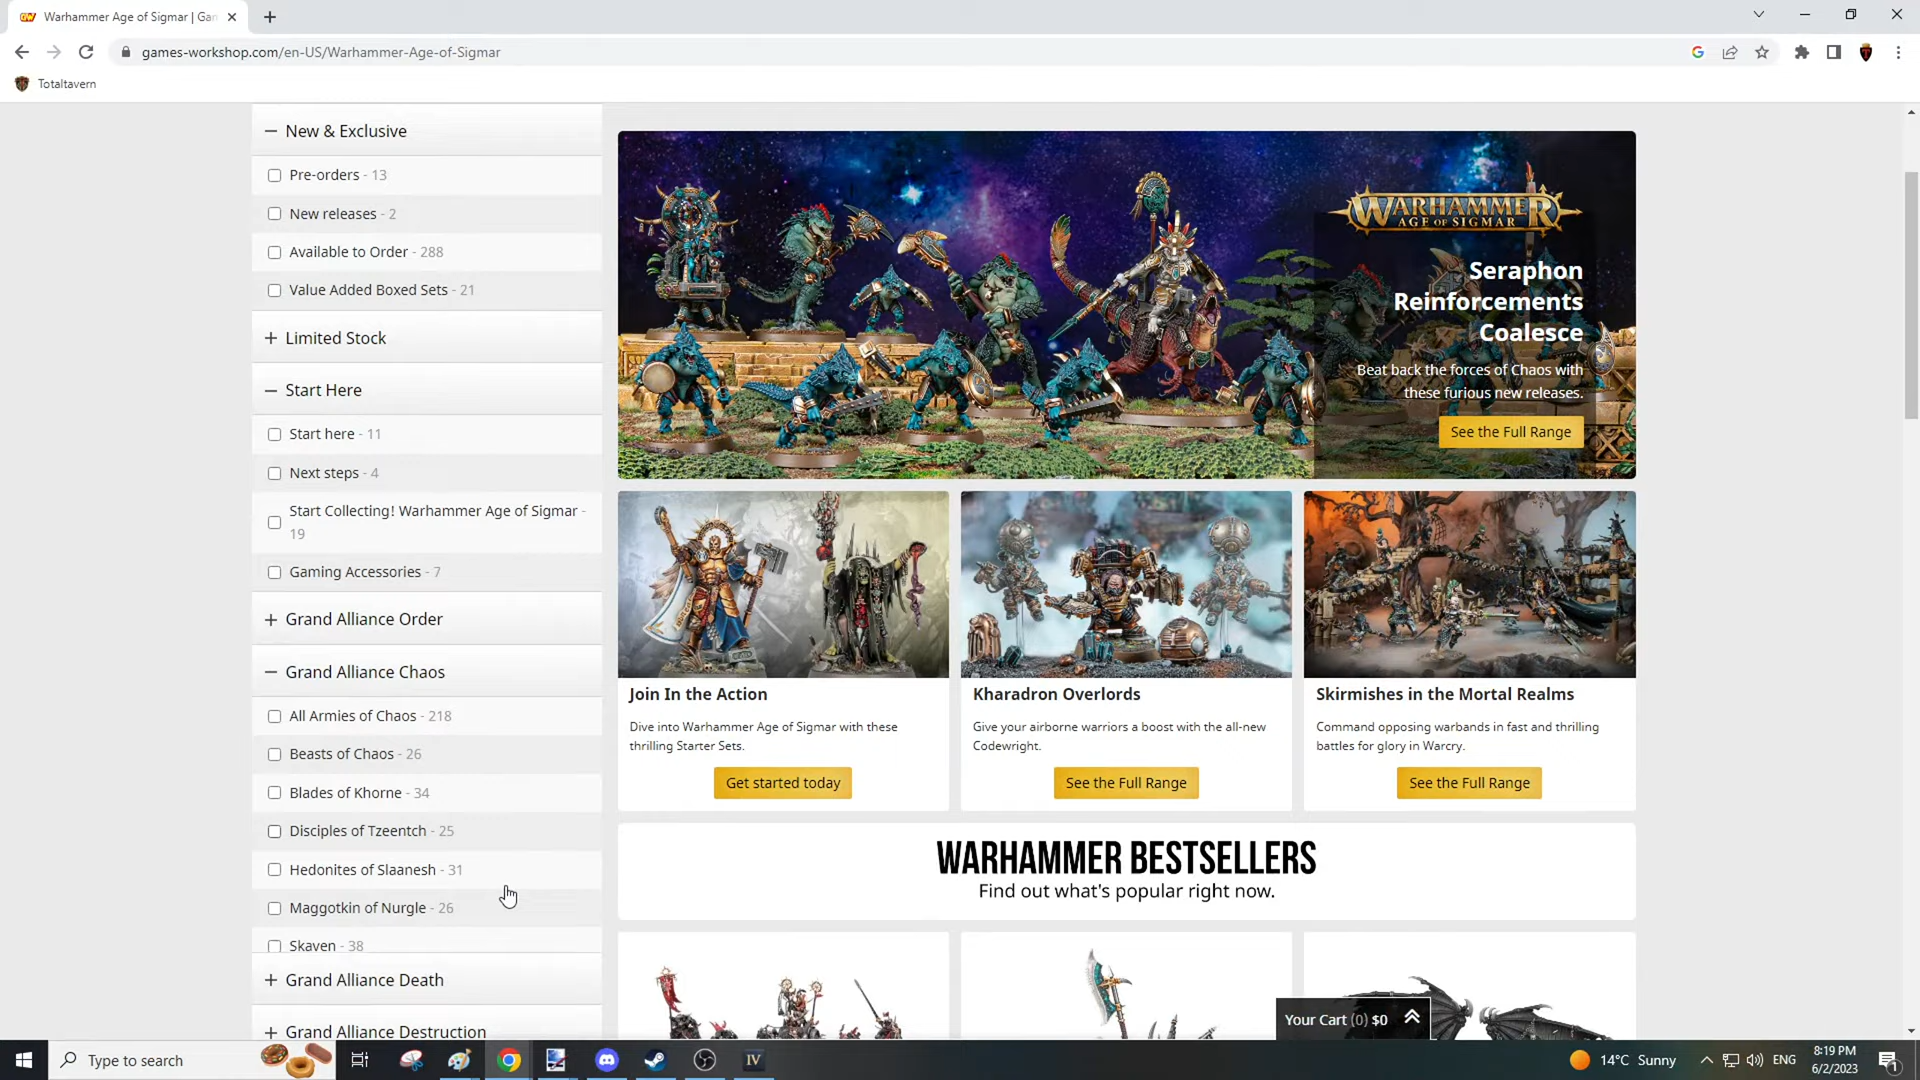 Warhammer Age of Sigmar | Gam
games-workshop.com/en-US/Warhammer-Age-of-Sigmar
Totaltavern
New & Exclusive
Pre-orders - 13
New releases - 2
Available to Order - 288
Value Added Boxed Sets - 21
Limited Stock
Start Here
Start here - 11
Next steps - 4
Start Collecting! Warhammer Age of Sigmar -
19
Gaming Accessories - 7
Grand Alliance Order
Grand Alliance Chaos
All Armies of Chaos - 218
Beasts of Chaos - 26
Blades of Khorne - 34
Disciples of Tzeentch - 25
Hedonites of Slaanesh - 31
Maggotkin of Nurgle - 26
Skaven - 38
Grand Alliance Death
Grand Alliance Destruction
WARHAMMER
AGE OF SIGMAR
Seraphon
Reinforcements
Coalesce
Beat back the forces of Chaos with
these furious new releases.
See the Full Range
Join In the Action
Dive into Warhammer Age of Sigmar with these
thrilling Starter Sets.
Get started today
Kharadron Overlords
Give your airborne warriors a boost with the all-new
Codewright.
See the Full Range
Skirmishes in the Mortal Realms
Command opposing warbands in fast and thrilling
battles for glory in Warcry.
See the Full Range
WARHAMMER BESTSELLERS
Find out what's popular right now.
Your Cart (0) $0
Type to search
IV
14°C Sunny
ENG
8:19 PM
6/2/2023
1